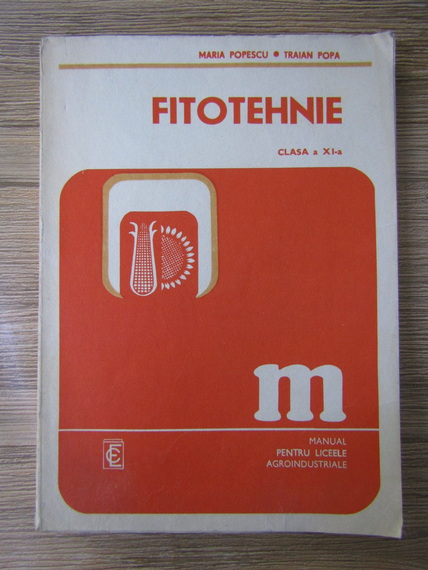 MARIA POPESCU • TRAIAN POPA
FITOTEHNIE
CLASA a XI-a
m
MANUAL
PENTRU LICEELE
AGROINDUSTRIALE